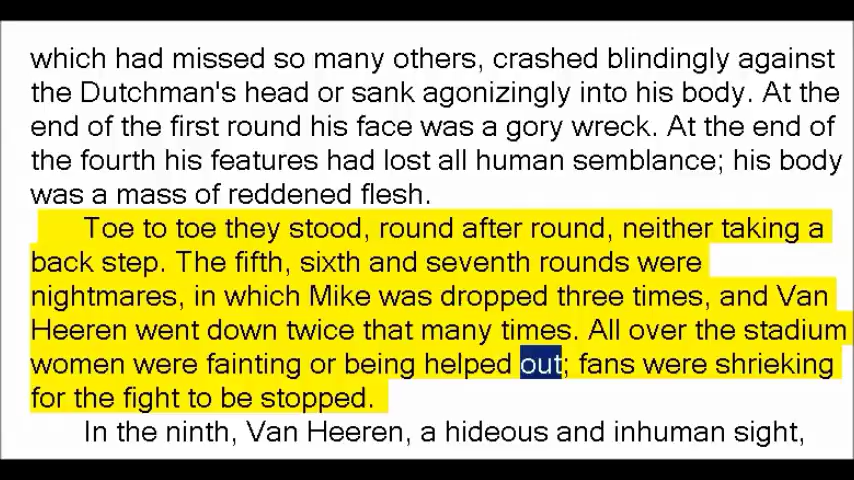 which had missed so many others, crashed blindingly against
the Dutchman's head or sank agonizingly into his body. At the
end of the first round his face was a gory wreck. At the end of
the fourth his features had lost all human semblance; his body
was a mass of reddened flesh.
Toe to toe they stood, round after round, neither taking a
back step. The fifth, sixth and seventh rounds were
nightmares, in which Mike was dropped three times, and Van
Heeren went down twice that many times. All over the stadium
women were fainting or being helped out; fans were shrieking
for the fight to be stopped.
In the ninth, Van Heeren, a hideous and inhuman sight,